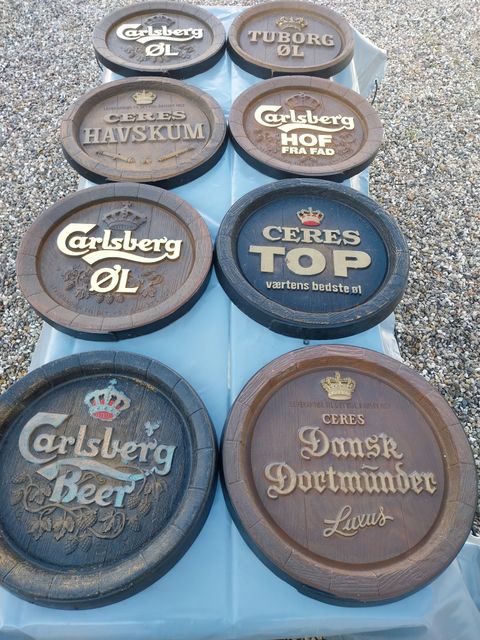 Carlsberg
ØL
TUBORG
ØL
CERES
HAVSKUM
Carlsberg
HOF
FRA FAD
Carlsberg
ØL
CERES
TOP
værtens bedste øl
Carlsberg
Beer
CERES
Dansk
Dortmünder
Luxus